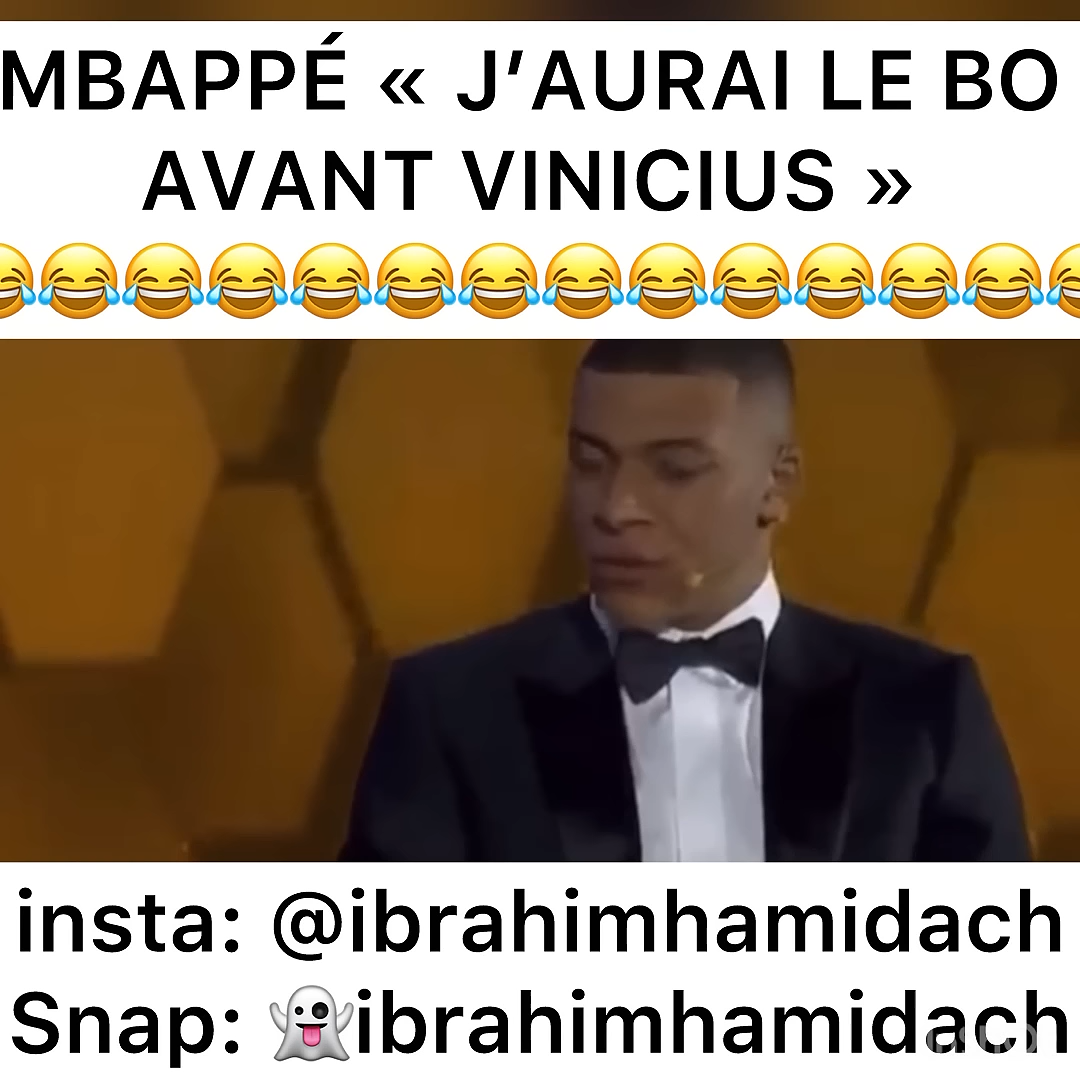 MBAPPÉ « J’AURAI LE BO
AVANT VINICIUS »
😂😂😂😂😂😂😂😂😂😂😂😂😂😂
insta: @ibrahimhamidach
Snap: 👻ibrahimhamidach